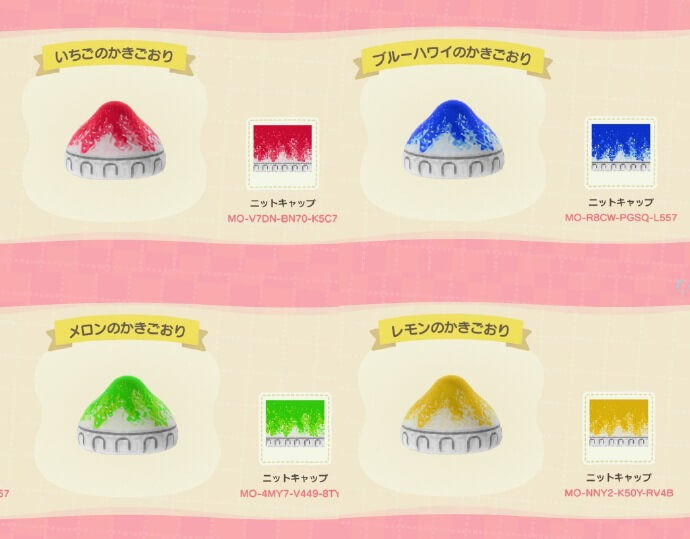 いちごのかきごおり
ブルーハワイのかきごおり
ニットキャップ
MO-V7DN-BN70-K5C7
ニットキャップ
MO-R8CW-PGSQ-L557
メロンのかきごおり
レモンのかきごおり
ニットキャップ
MO-4MY7-V449-8TY
ニットキャップ
MO-NNY2-K50Y-RV4B